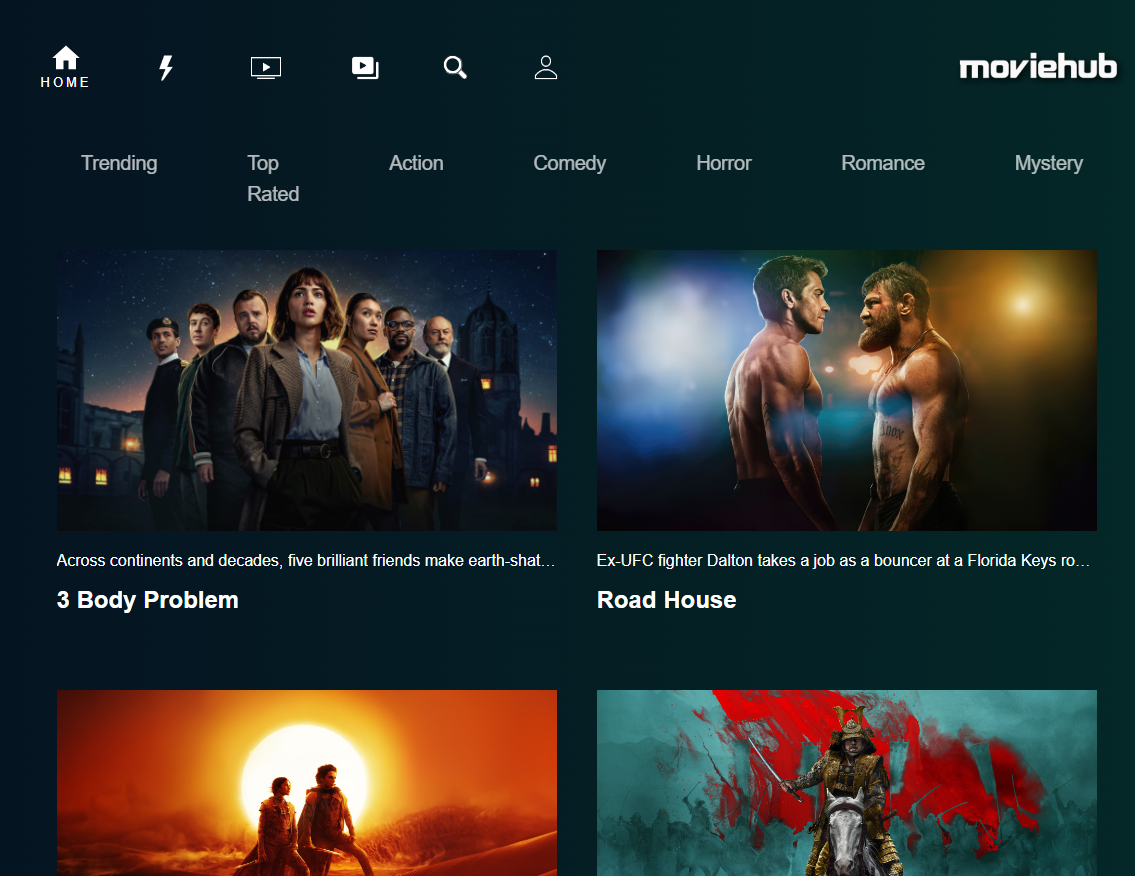 HOME
moviehub
Trending
Top
Rated
Action
Comedy
Horror
Romance
Mystery
Across continents and decades, five brilliant friends make earth-shat...
3 Body Problem
Ex-UFC fighter Dalton takes a job as a bouncer at a Florida Keys ro...
Road House